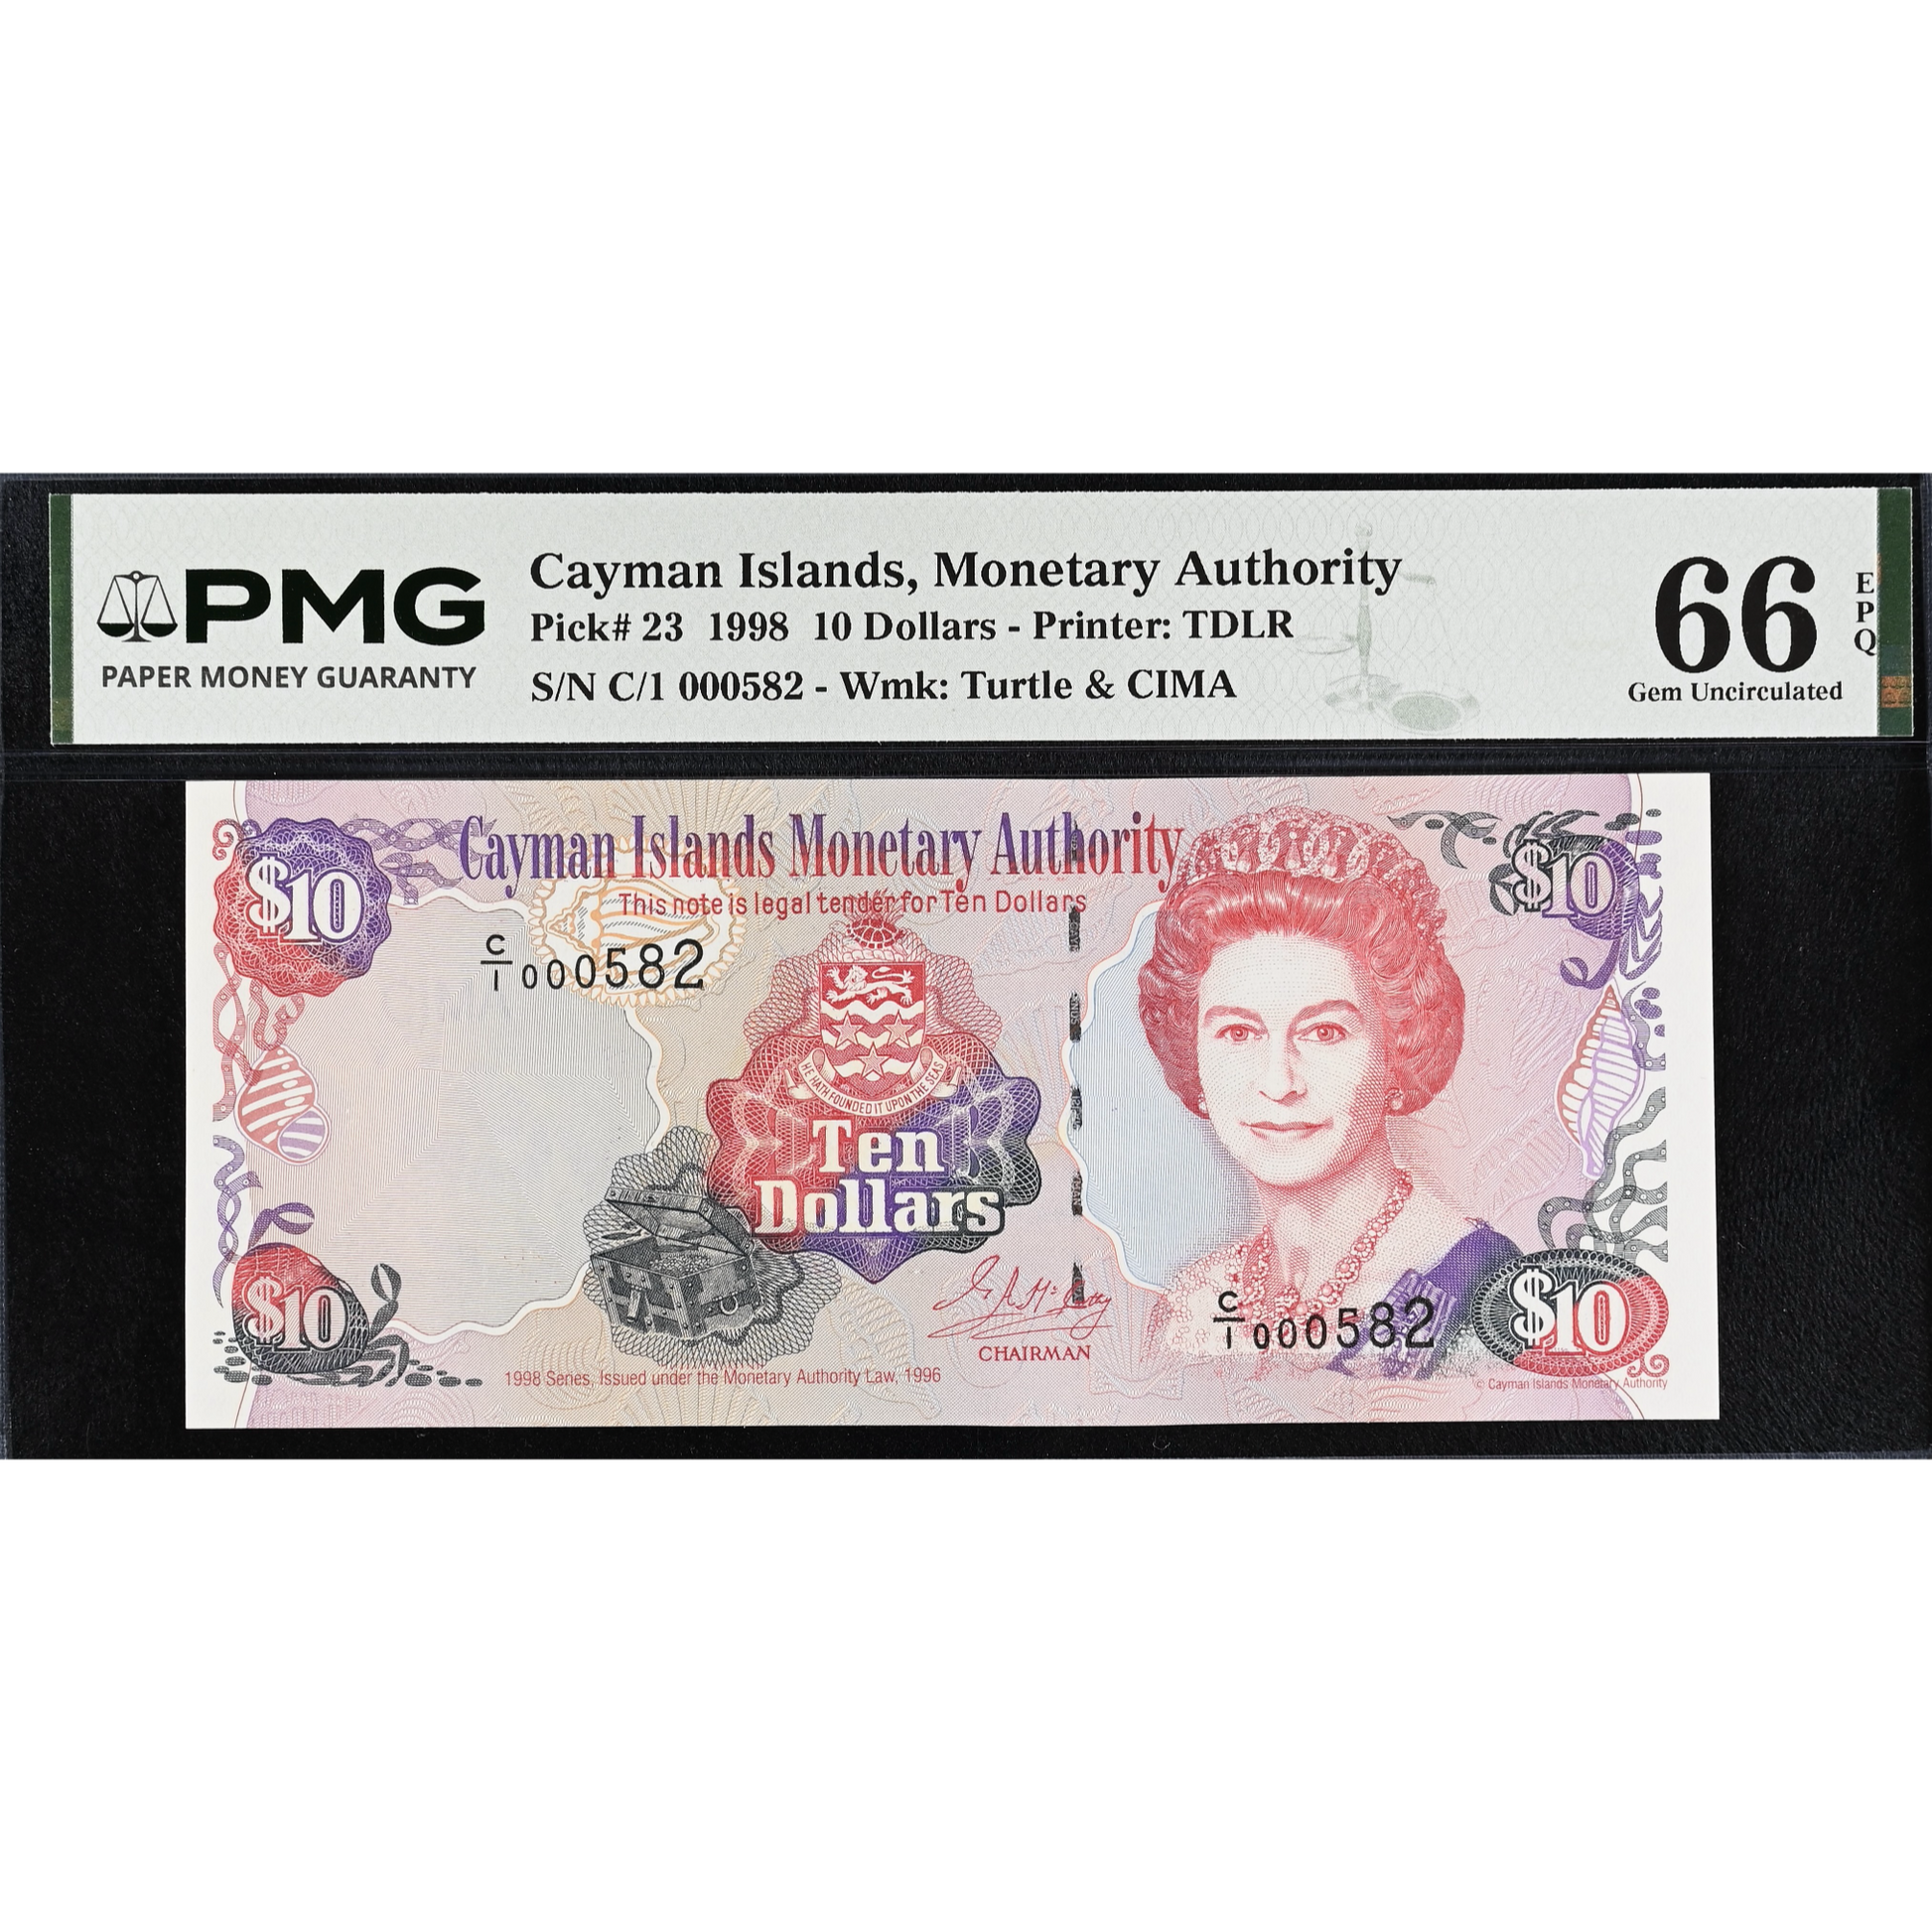 PMG
PAPER MONEY GUARANTY
Cayman Islands, Monetary Authority
Pick# 23 1998 10 Dollars - Printer: TDLR
S/N C/1 000582 - Wmk: Turtle & CIMA
66
EPQ
Gem Uncirculated
Cayman Islands Monetary Authority
This note is legal tender for Ten Dollars
$10
$10
C/1 000582
HE HATH FOUNDED IT UPON THE SEAS
Ten
Dollars
$10
C/1 000582
$10
CHAIRMAN
1998 Series, Issued under the Monetary Authority Law, 1996
© Cayman Islands Monetary Authority